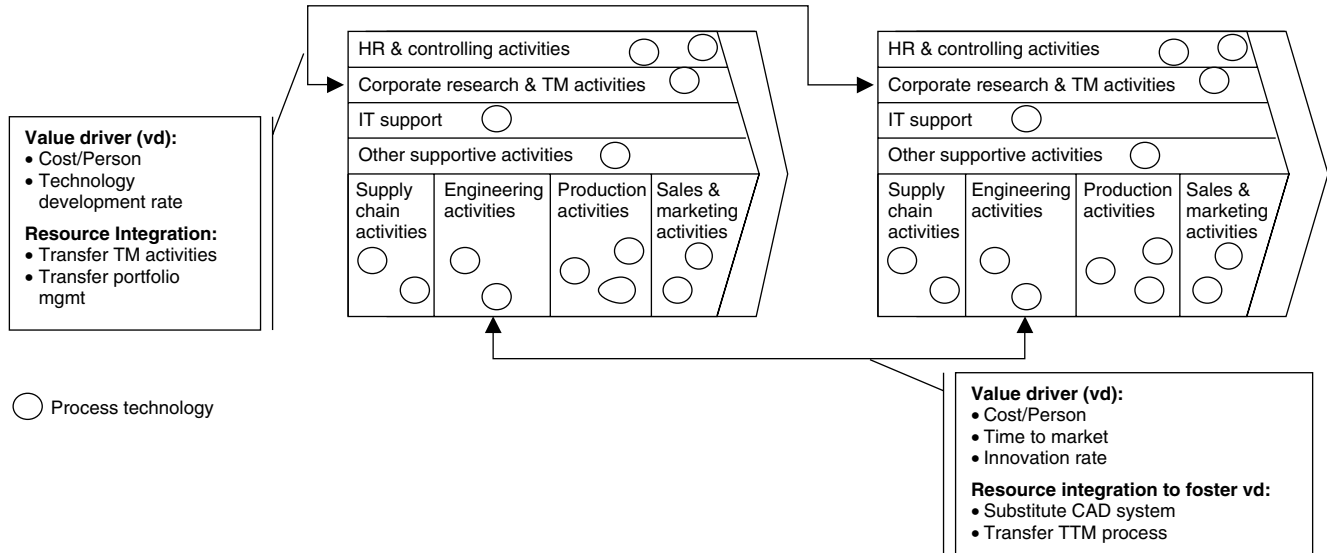 HR & controlling activities
Corporate research & TM activities
IT support
Other supportive activities
Supply
chain
activities
Engineering
activities
Production
activities
Sales &
marketing
activities
HR & controlling activities
Corporate research & TM activities
IT support
Other supportive activities
Supply
chain
activities
Engineering
activities
Production
activities
Sales &
marketing
activities
Value driver (vd):
• Cost/Person
• Technology
development rate
Resource Integration:
• Transfer TM activities
• Transfer portfolio
mgmt
Process technology
Value driver (vd):
• Cost/Person
• Time to market
• Innovation rate
Resource integration to foster vd:
• Substitute CAD system
• Transfer TTM process